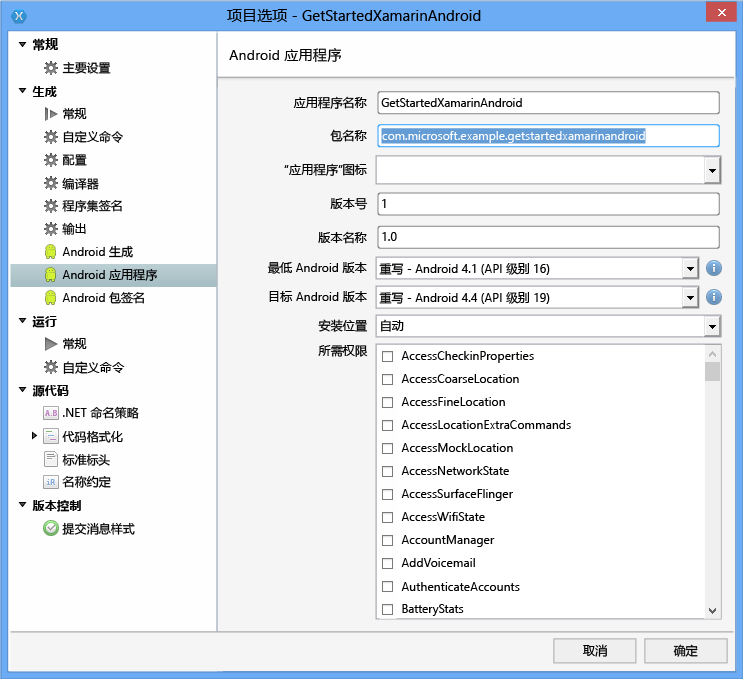 项目选项 - GetStartedXamarinAndroid
常规
主要设置
生成
常规
自定义命令
配置
编译器
程序集签名
输出
Android 生成
Android 应用程序
Android 包签名
运行
常规
自定义命令
源代码
A.B .NET 命名策略
代码格式化
标准标头
iR 名称约定
版本控制
提交消息样式
Android 应用程序
应用程序名称 GetStartedXamarinAndroid
包名称 com.microsoft.example.getstartedxamarinandroid
“应用程序”图标
版本号 1
版本名称 1.0
最低 Android 版本 重写 - Android 4.1 (API 级别 16)
目标 Android 版本 重写 - Android 4.4 (API 级别 19)
安装位置 自动
所需权限
AccessCheckinProperties
AccessCoarseLocation
AccessFineLocation
AccessLocationExtraCommands
AccessMockLocation
AccessNetworkState
AccessSurfaceFlinger
AccessWifiState
AccountManager
AddVoicemail
AuthenticateAccounts
BatteryStats
取消 确定